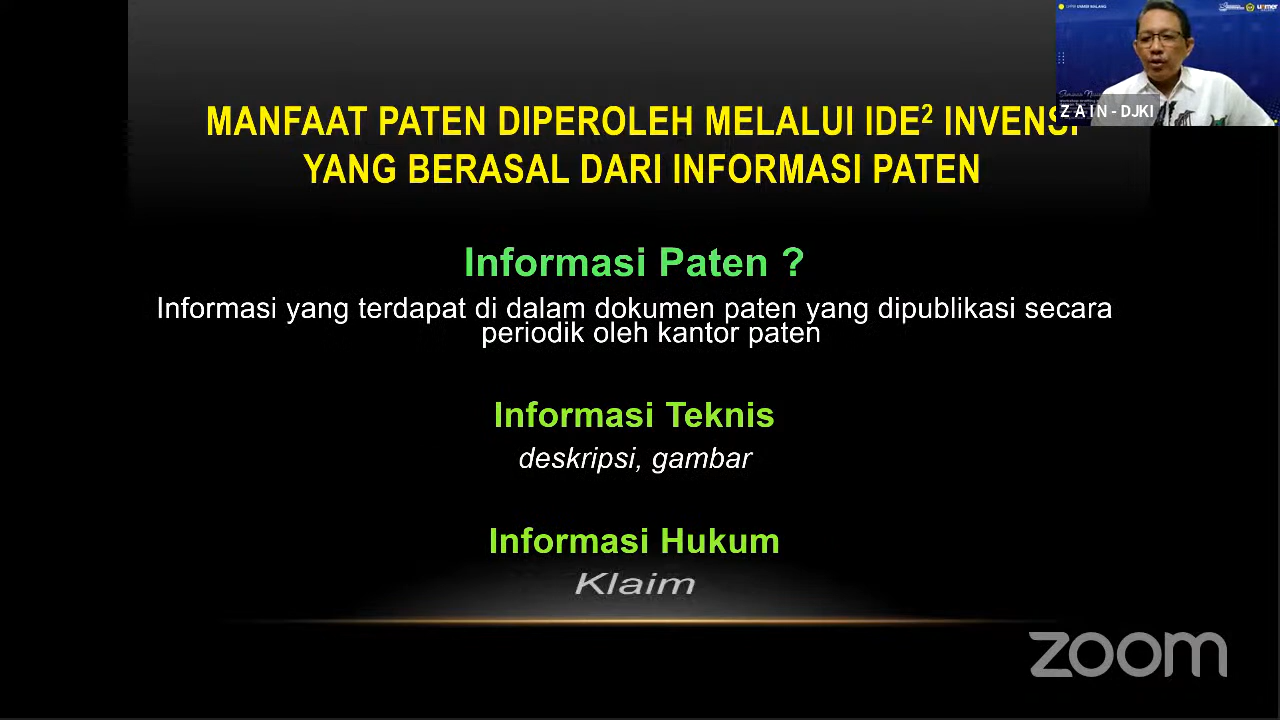 MANFAAT PATEN DIPEROLEH MELALUI IDE² INVENSI
YANG BERASAL DARI INFORMASI PATEN
Informasi Paten ?
Informasi yang terdapat di dalam dokumen paten yang dipublikasi secara
periodik oleh kantor paten
Informasi Teknis
deskripsi, gambar
Informasi Hukum
Klaim
Z A I N - DJKI
zoom